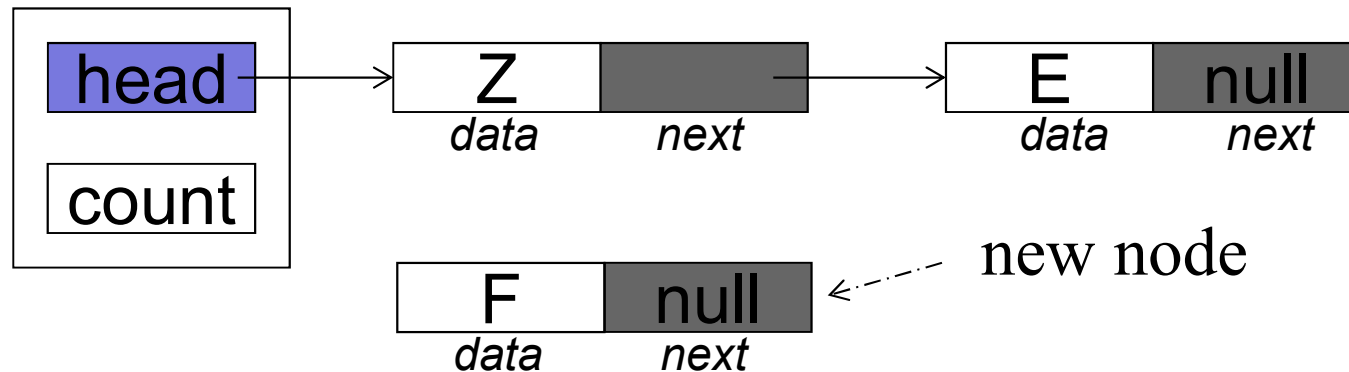 head Z E null
data next data next
count
new node
F null
data next